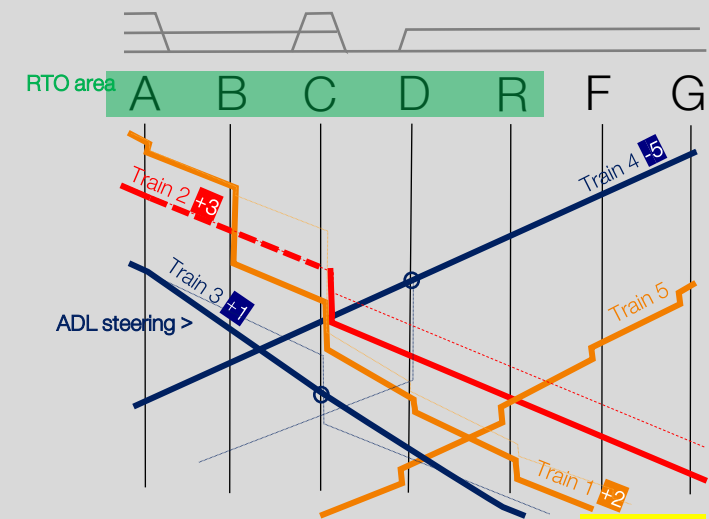 RTO area
A B C D R F G
Train 4 -5
Train 2 +3
Train 3 +1
Train 5
ADL steering >
Train 1 +2